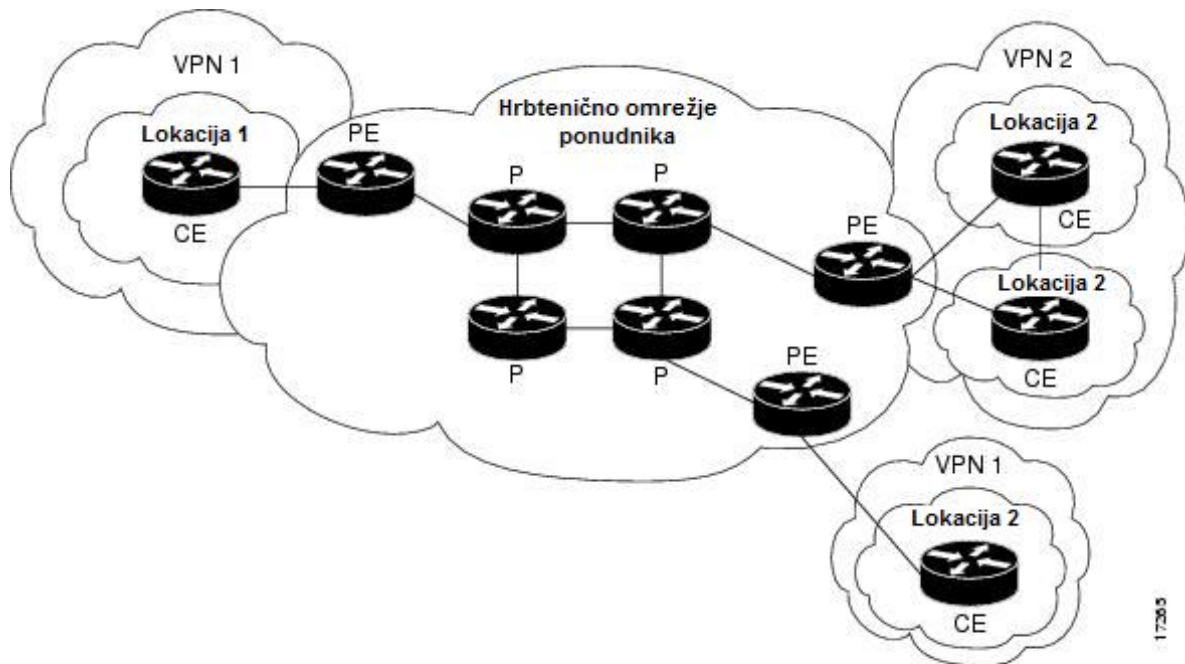 VPN 1
Lokacija 1
CE
PE
Hrbtenično omrežje
ponudnika
P
P
P
P
PE
PE
VPN 2
Lokacija 2
CE
Lokacija 2
CE
VPN 1
Lokacija 2
CE
17265